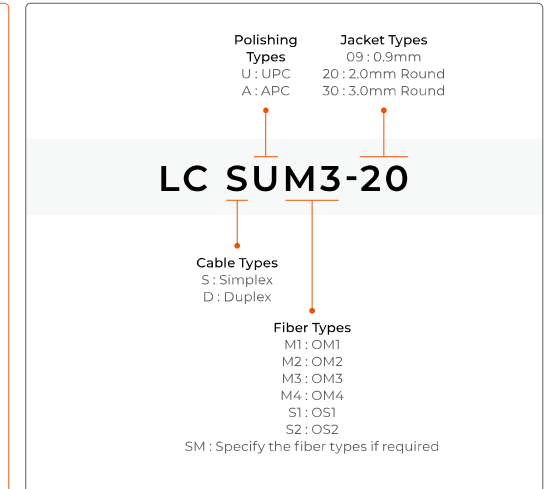 Polishing
Types
U : UPC
A : APC
Jacket Types
09 : 0.9mm
20 : 2.0mm Round
30 : 3.0mm Round
LC SUM3-20
Cable Types
S : Simplex
D : Duplex
Fiber Types
M1 : OM1
M2 : OM2
M3 : OM3
M4 : OM4
S1 : OS1
S2 : OS2
SM : Specify the fiber types if required